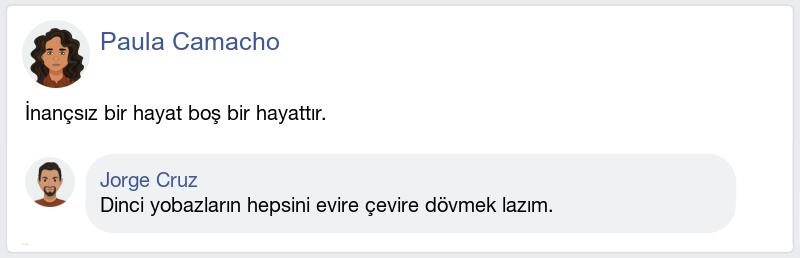 Paula Camacho
İnançsız bir hayat boş bir hayattır.
Jorge Cruz
Dinci yobazların hepsini evire çevire dövmek lazım.